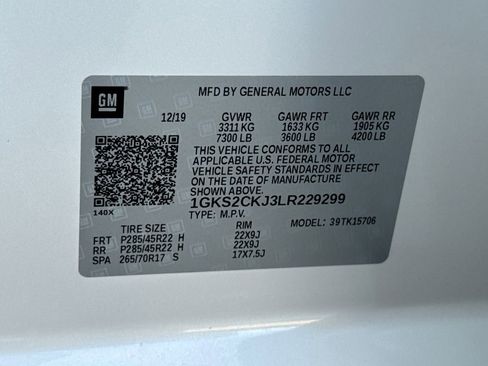 GM
MFD BY GENERAL MOTORS LLC
12/19 GVWR GAWR FRT GAWR RR
3311 KG 1633 KG 1905 KG
7300 LB 3600 LB 4200 LB
THIS VEHICLE CONFORMS TO ALL
APPLICABLE U.S. FEDERAL MOTOR
VEHICLE SAFETY STANDARDS IN EFFECT
ON THE DATE OF MANUFACTURE
SHOWN ABOVE.
1GKS2CKJ3LR229299
140X TYPE: M.P.V. MODEL: 39TK15706
TIRE SIZE RIM
FRT P285/45R22 H 22X9J
RR P285/45R22 H 22X9J
SPA 265/70R17 S 17X7.5J